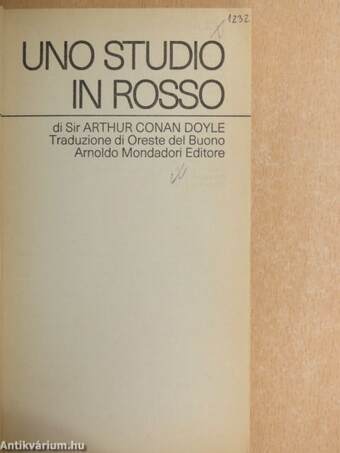 1232
UNO STUDIO
IN ROSSO
di Sir ARTHUR CONAN DOYLE
Traduzione di Oreste del Buono
Arnoldo Mondadori Editore
Antikvárium.hu